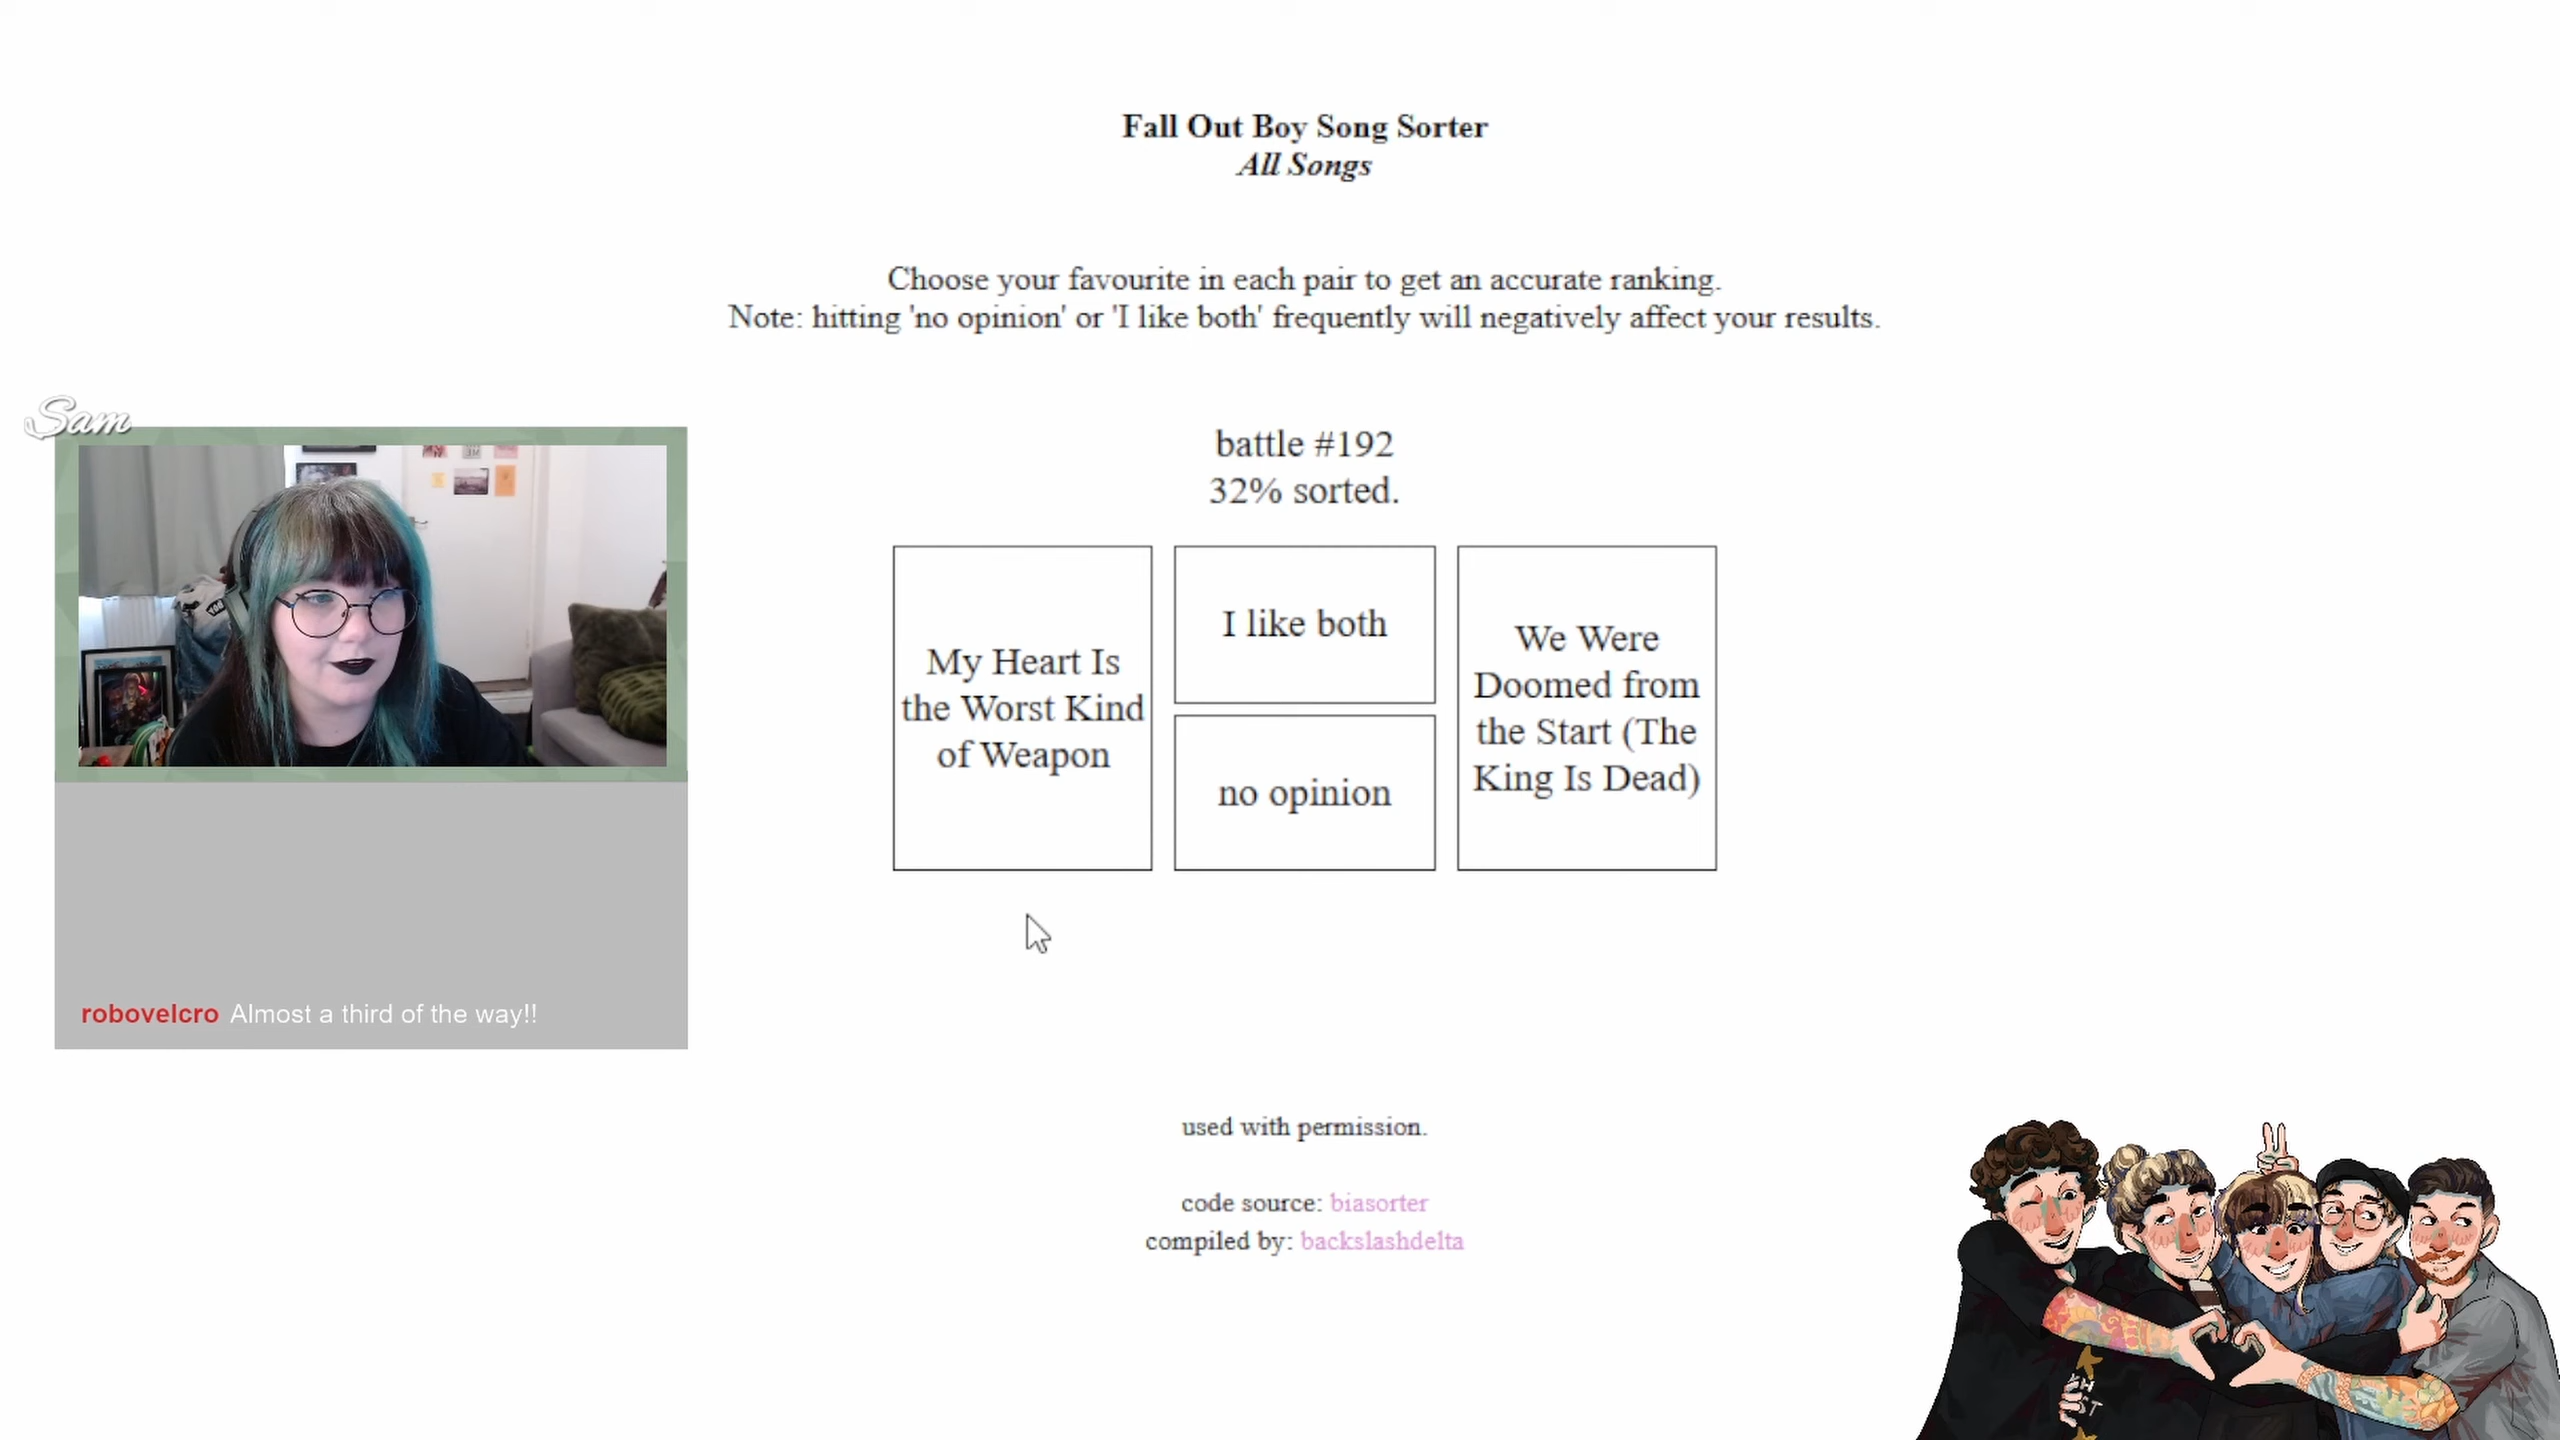 Fall Out Boy Song Sorter
All Songs
Choose your favourite in each pair to get an accurate ranking.
Note: hitting 'no opinion' or 'I like both' frequently will negatively affect your results.
Sam
battle #192
32% sorted.
My Heart Is
the Worst Kind
of Weapon
I like both
no opinion
We Were
Doomed from
the Start (The
King Is Dead)
robovelcro Almost a third of the way!!
used with permission.
code source: biasorter
compiled by: backslashdelta